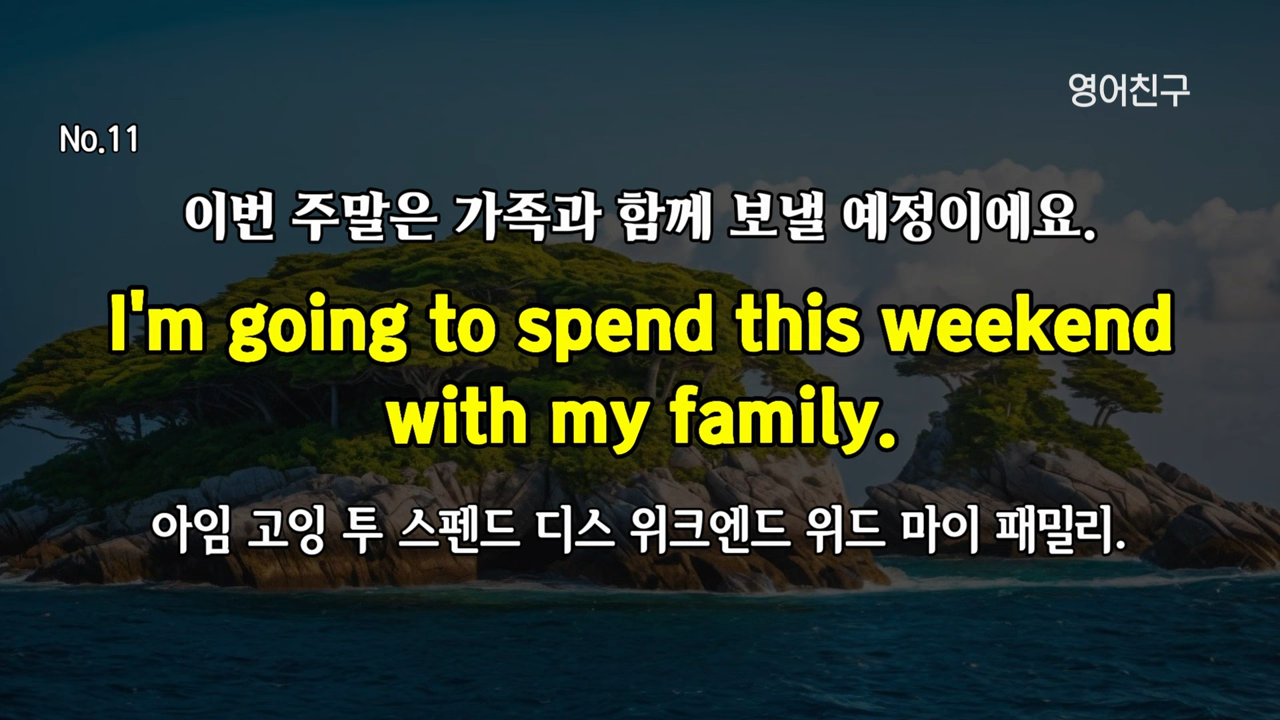 영어친구
No.11
이번 주말은 가족과 함께 보낼 예정이에요.
I'm going to spend this weekend
with my family.
아임 고잉 투 스펜드 디스 위크엔드 위드 마이 패밀리.